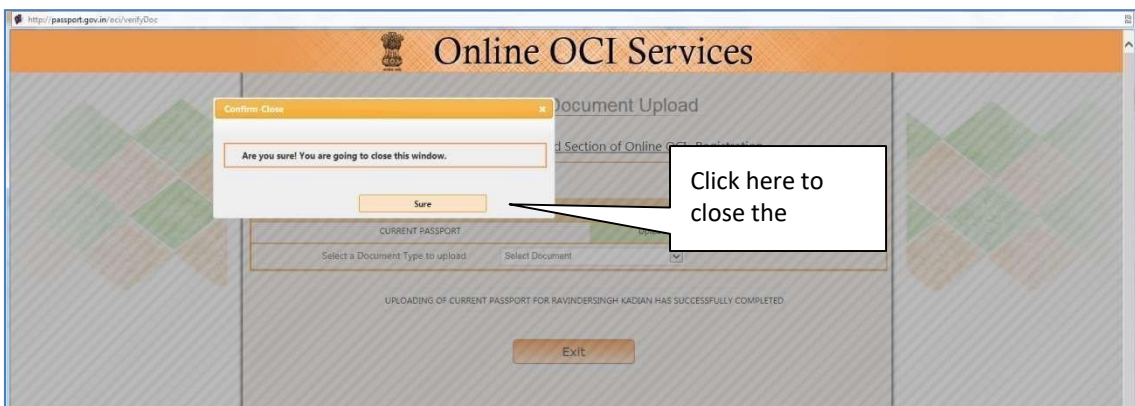 http://passport.gov.in/oci/verifyDoc
Online OCI Services
Document Upload
Confirm-Close
x
Section of Online OCI
Are you sure! You are going to close this window.
Click here to
close the
Sure
CURRENT PASSPORT
Select a Document Type to upload Select Document
UPLOADING OF CURRENT PASSPORT FOR RAVINDERSINGH KADIAN HAS SUCCESSFULLY COMPLETED
Exit